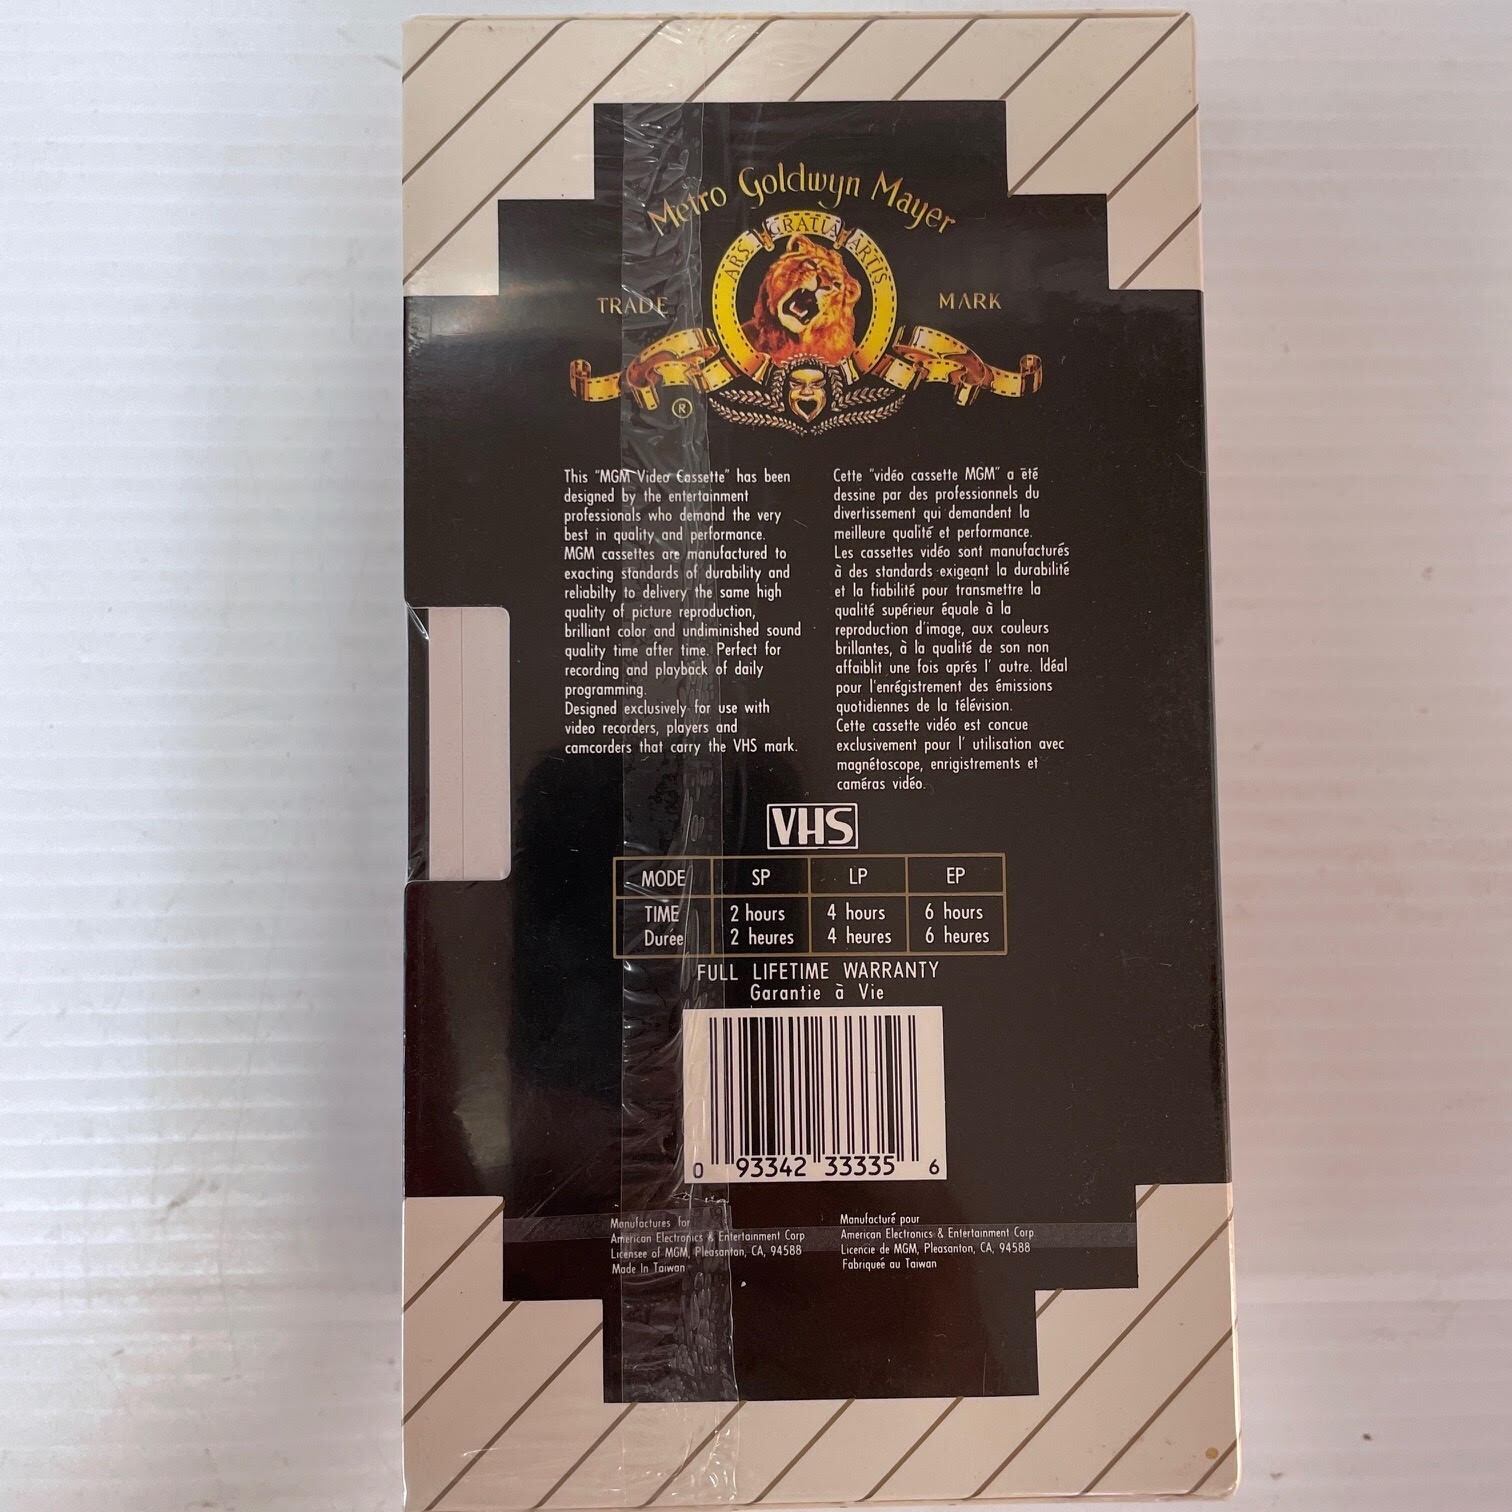 Metro Goldwyn Mayer
ARS GRATIA ARTIS
TRADE MARK
®
This "MGM Video Cassette" has been
designed by the entertainment
professionals who demand the very
best in quality and performance.
MGM cassettes are manufactured to
exacting standards of durability and
reliabilty to delivery the same high
quality of picture reproduction,
brilliant color and undiminished sound
quality time after time. Perfect for
recording and playback of daily
programming.
Designed exclusively for use with
video recorders, players and
camcorders that carry the VHS mark.
Cette "vidéo cassette MGM" a été
dessine par des professionnels du
divertissement qui demandent la
meilleure qualité et performance.
Les cassettes vidéo sont manufacturés
à des standards exigeant la durabilité
et la fiabilité pour transmettre la
qualité supérieur équale à la
reproduction d'image, aux couleurs
brillantes, à la qualité de son non
affaiblit une fois aprés l' autre. Idéal
pour l'enrégistrement des émissions
quotidiennes de la télévision.
Cette cassette vidéo est concue
exclusivement pour l' utilisation avec
magnétoscope, enrigistrements et
caméras vidéo.
VHS
MODE SP LP EP
TIME 2 hours 4 hours 6 hours
Durée 2 heures 4 heures 6 heures
FULL LIFETIME WARRANTY
Garantie à Vie
0 93342 33335 6
Manufactures for
American Electronics & Entertainment Corp
Licensee of MGM, Pleasanton, CA, 94588
Made In Taiwan
Manufacturé pour
American Electronics & Entertainment Corp
Licencie de MGM, Pleasanton, CA, 94588
Fabriqueé au Taiwan